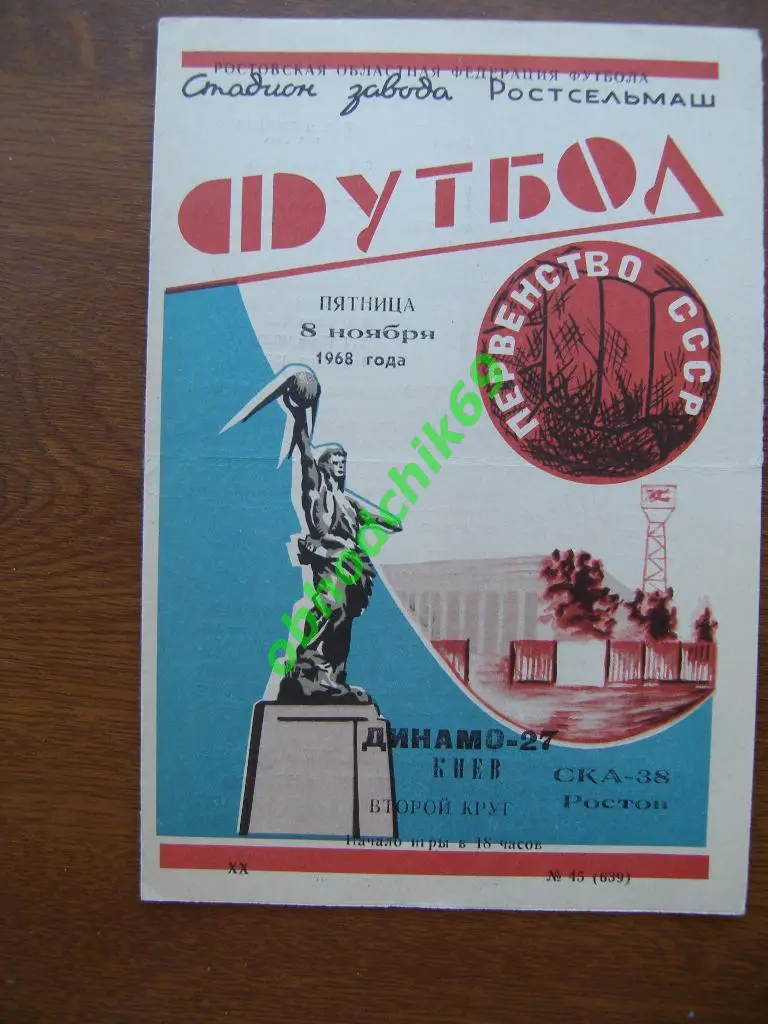 РОСТОВСКАЯ ОБЛАСТНАЯ ФЕДЕРАЦИЯ ФУТБОЛА
Стадион завода РОСТСЕЛЬМАШ
ФУТБОЛ
ПЕРВЕНСТВО СССР
ПЯТНИЦА
8 ноября
1968 года
obhodchik69
ДИНАМО-27
КИЕВ
СКА-38
Ростов
ВТОРОЙ КРУГ
Начало игры в 18 часов
XX
№ 45 (639)